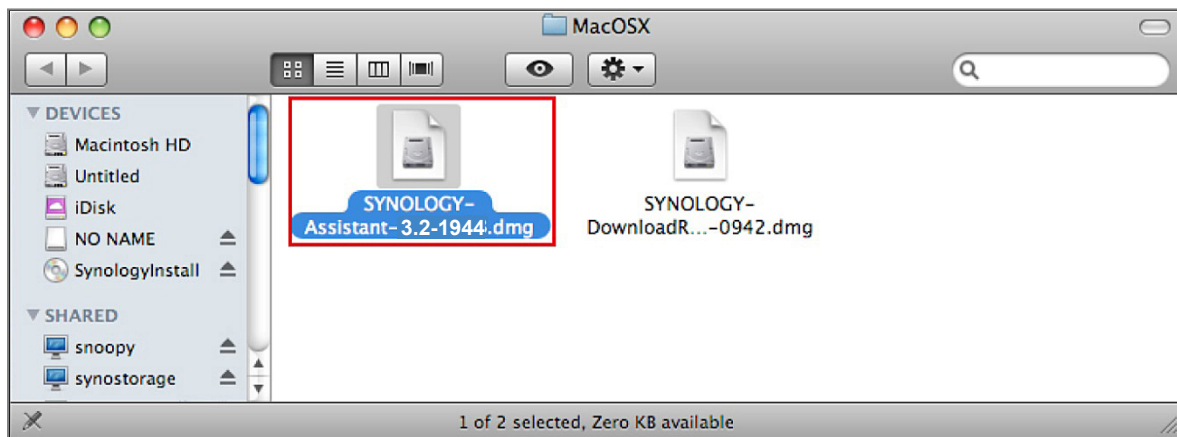 MacOSX
DEVICES
Macintosh HD
Untitled
iDisk
NO NAME
SynologyInstall
SHARED
snoopy
synostorage
SYNOLOGY-
Assistant-3.2-1944.dmg
SYNOLOGY-
DownloadR...-0942.dmg
1 of 2 selected, Zero KB available